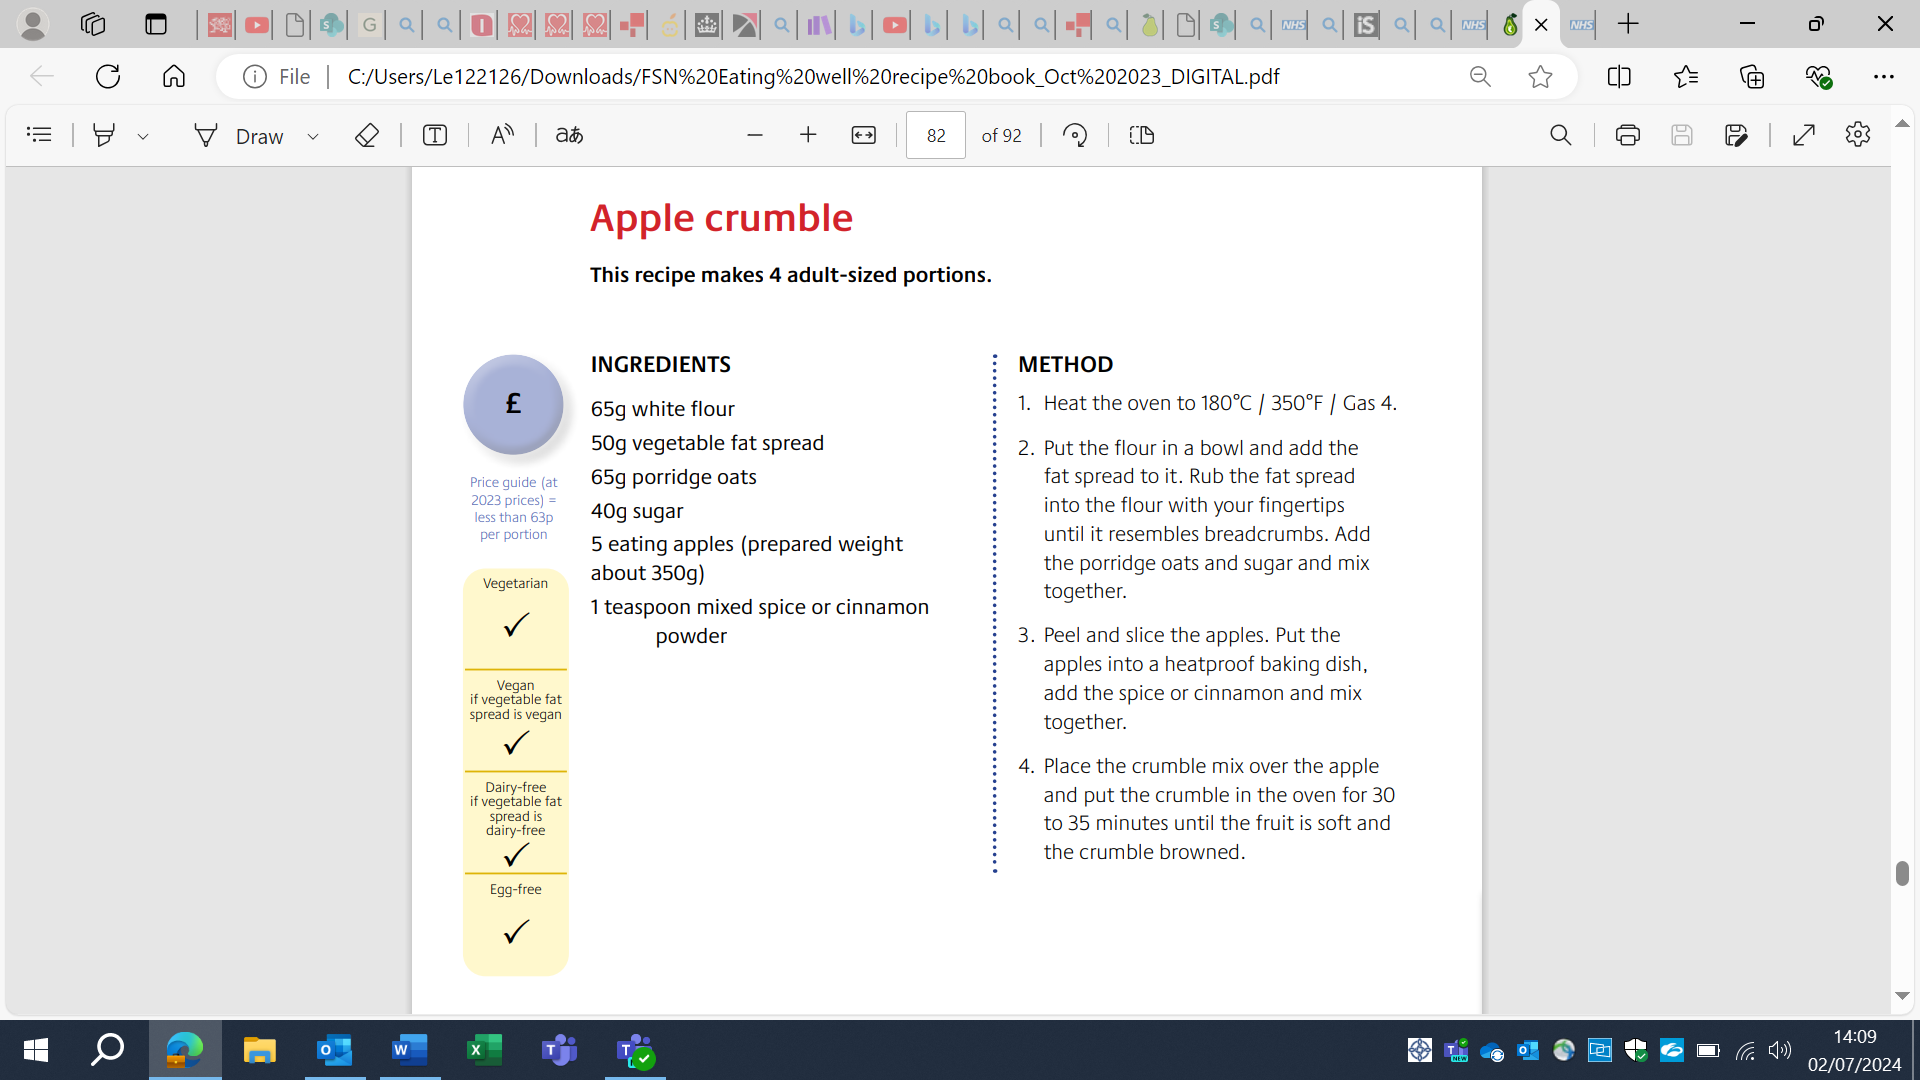 File
C:/Users/Le122126/Downloads/FSN%20Eating%20well%20recipe%20book_Oct%202023_DIGITAL.pdf
Draw
82 of 92
Apple crumble
This recipe makes 4 adult-sized portions.
£
Price guide (at
2023 prices) =
less than 63p
per portion
Vegetarian
Vegan
if vegetable fat
spread is vegan
Dairy-free
if vegetable fat
spread is
dairy-free
Egg-free
INGREDIENTS
65g white flour
50g vegetable fat spread
65g porridge oats
40g sugar
5 eating apples (prepared weight
about 350g)
1 teaspoon mixed spice or cinnamon
powder
METHOD
1. Heat the oven to 180°C / 350°F / Gas 4.
2. Put the flour in a bowl and add the
fat spread to it. Rub the fat spread
into the flour with your fingertips
until it resembles breadcrumbs. Add
the porridge oats and sugar and mix
together.
3. Peel and slice the apples. Put the
apples into a heatproof baking dish,
add the spice or cinnamon and mix
together.
4. Place the crumble mix over the apple
and put the crumble in the oven for 30
to 35 minutes until the fruit is soft and
the crumble browned.
14:09
02/07/2024